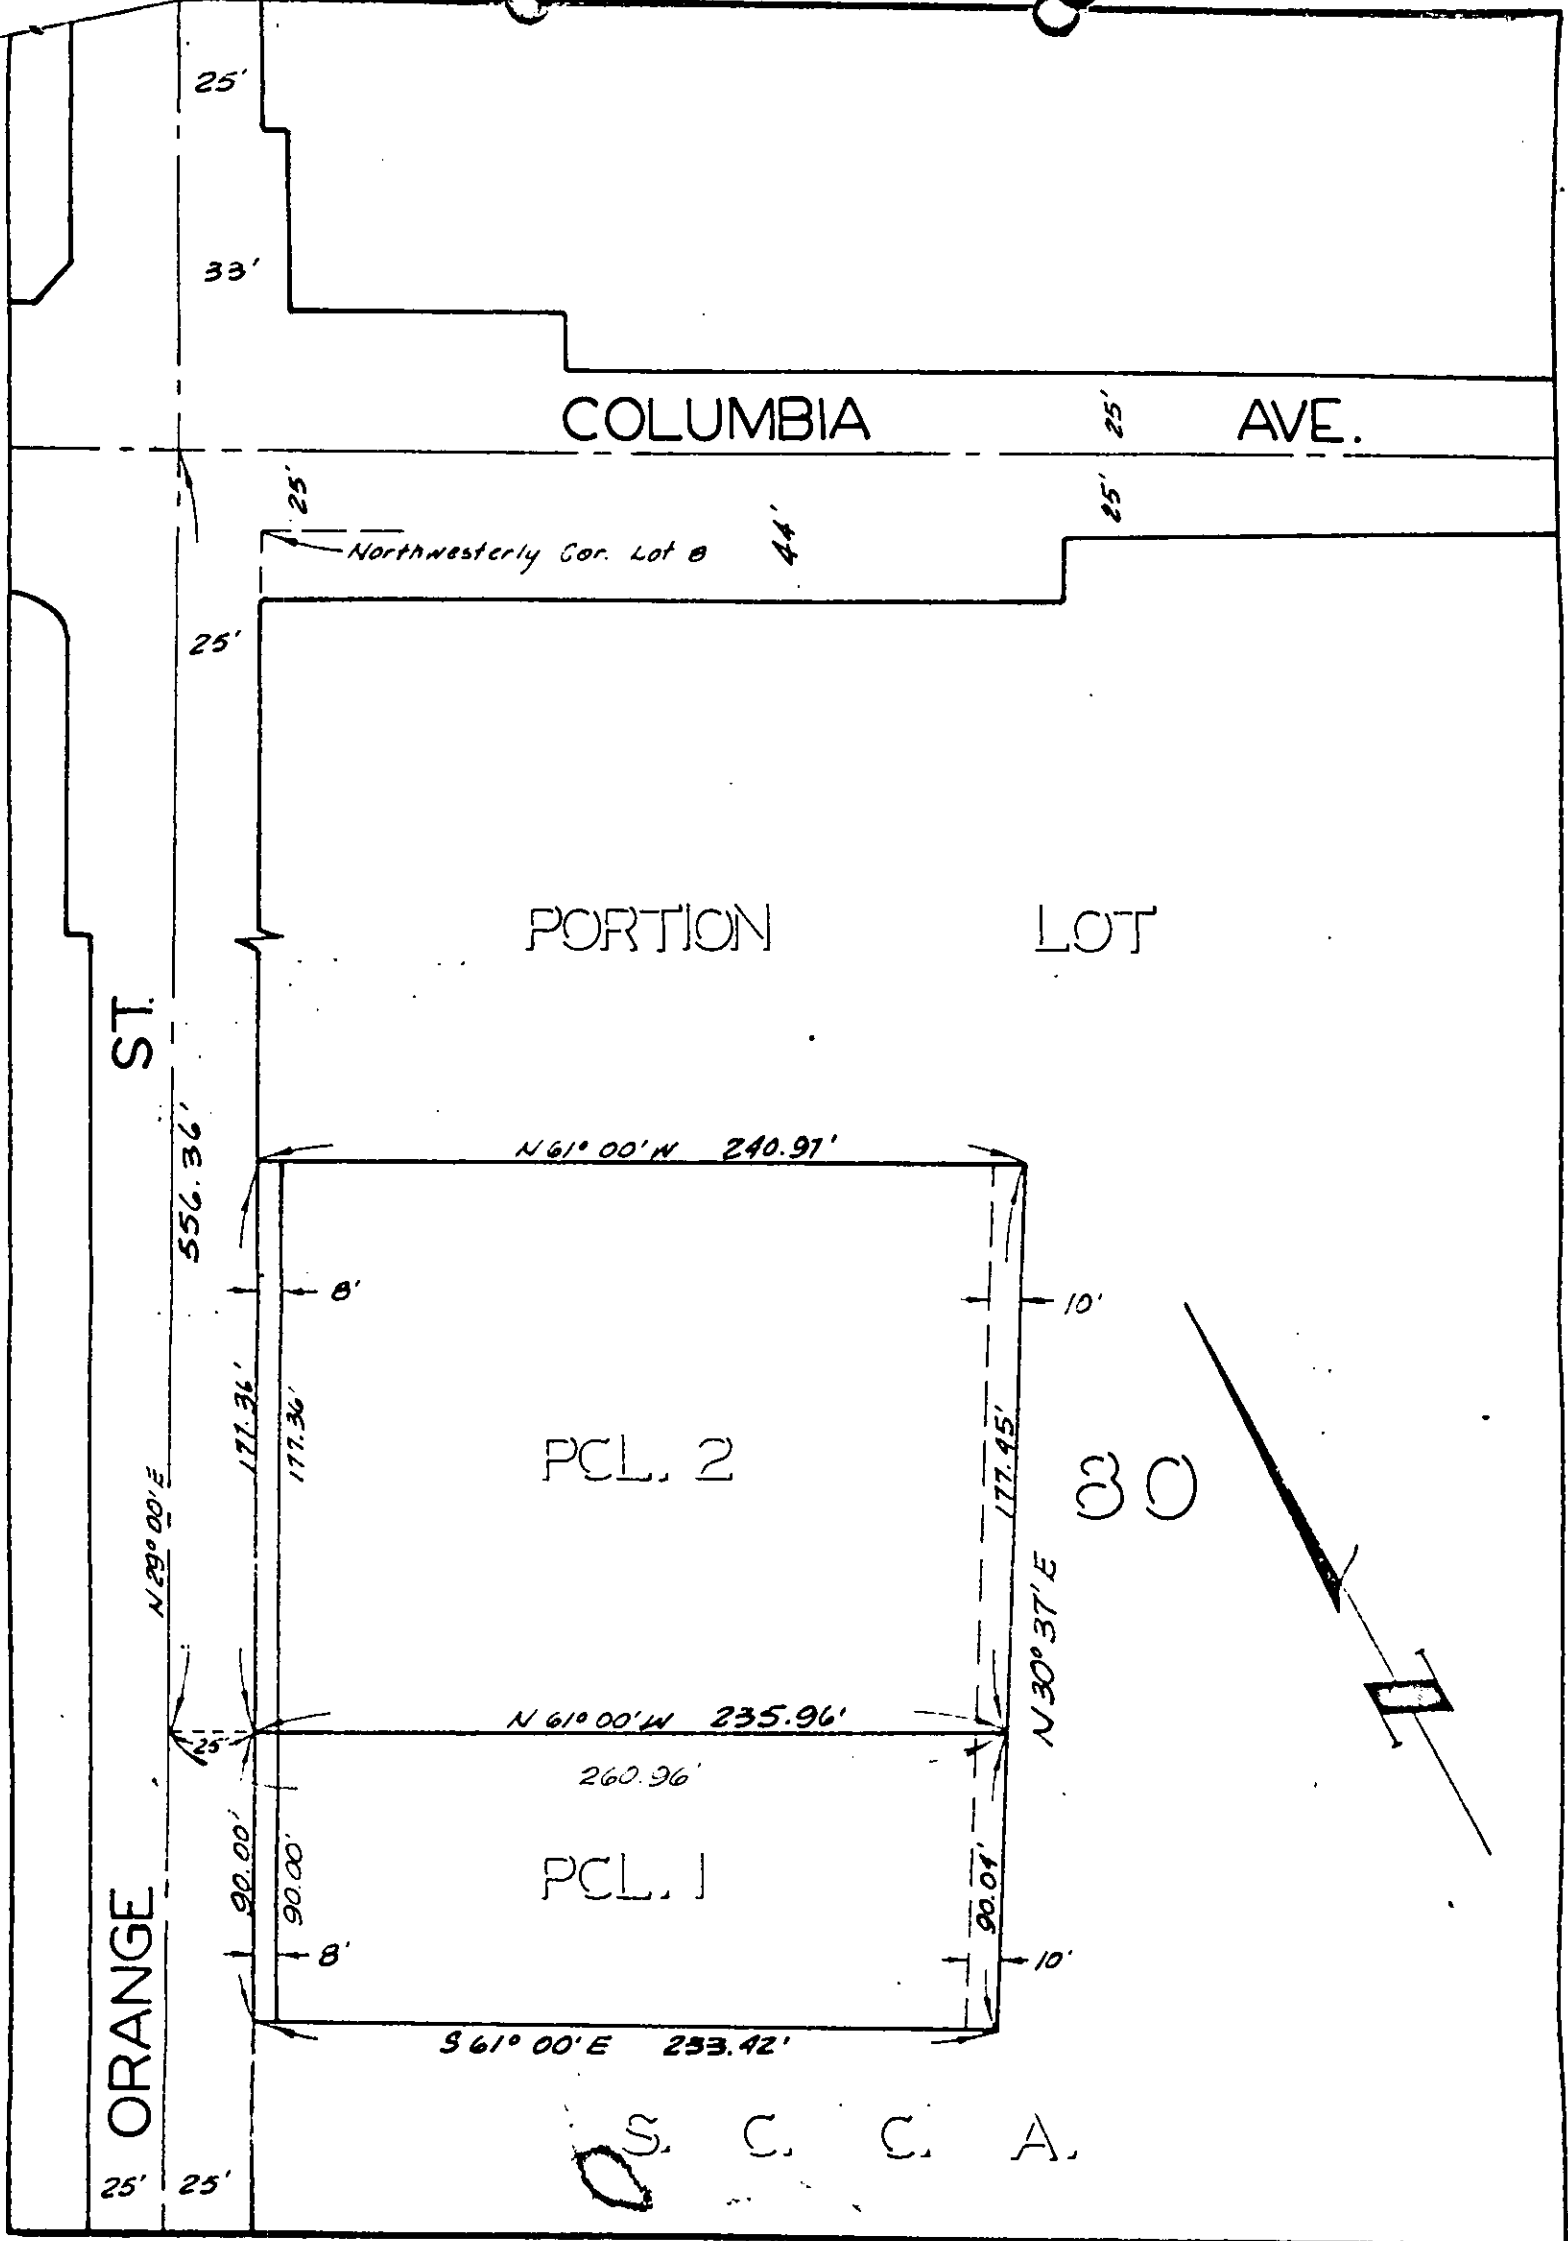 25'
33'
COLUMBIA AVE.
25'
25'
25'
44'
Northwesterly Cor. Lot 8
25'
PORTION LOT
ORANGE ST.
556.36'
N 61° 00' W 240.97'
8'
10'
177.36'
177.36'
177.45'
PCL. 2
80
N 29° 00' E
N 30° 37' E
N 61° 00' W 235.96'
25'
260.96'
90.00'
90.00'
90.04'
PCL. 1
8'
10'
S 61° 00' E 233.42'
S. C. C. A.
25' 25'